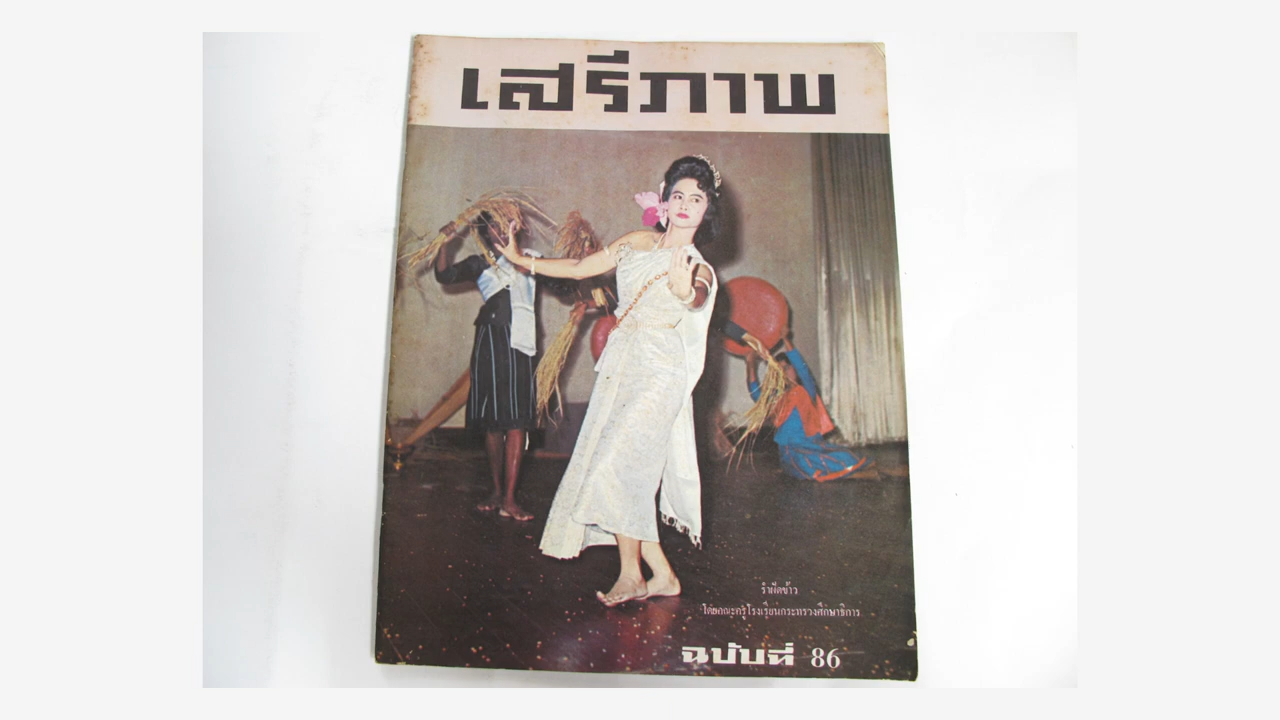 เสรีภาพ
รำฝัดข้าว
โดยคณะครูโรงเรียนกระทรวงศึกษาธิการ
ฉบับที่ 86